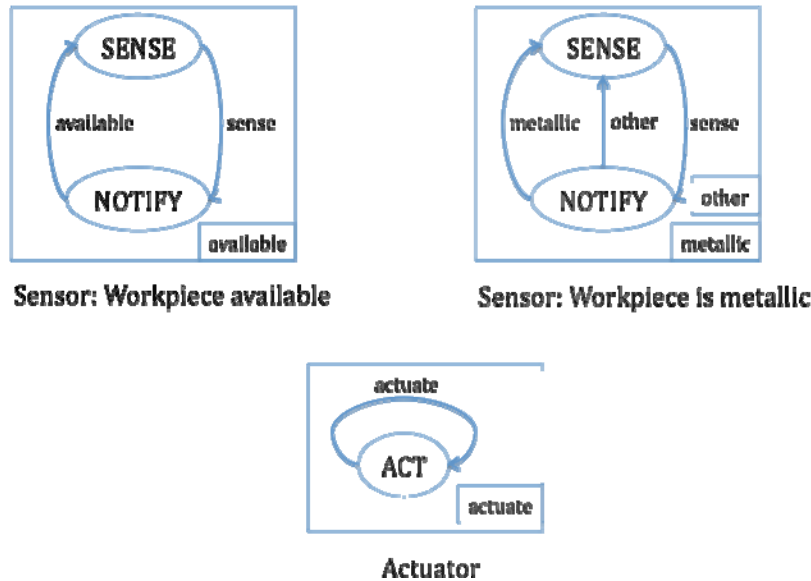 SENSE
available
sense
NOTIFY
available
Sensor: Workpiece available
SENSE
metallic
other
sense
NOTIFY
other
metallic
Sensor: Workpiece is metallic
actuate
ACT
actuate
Actuator